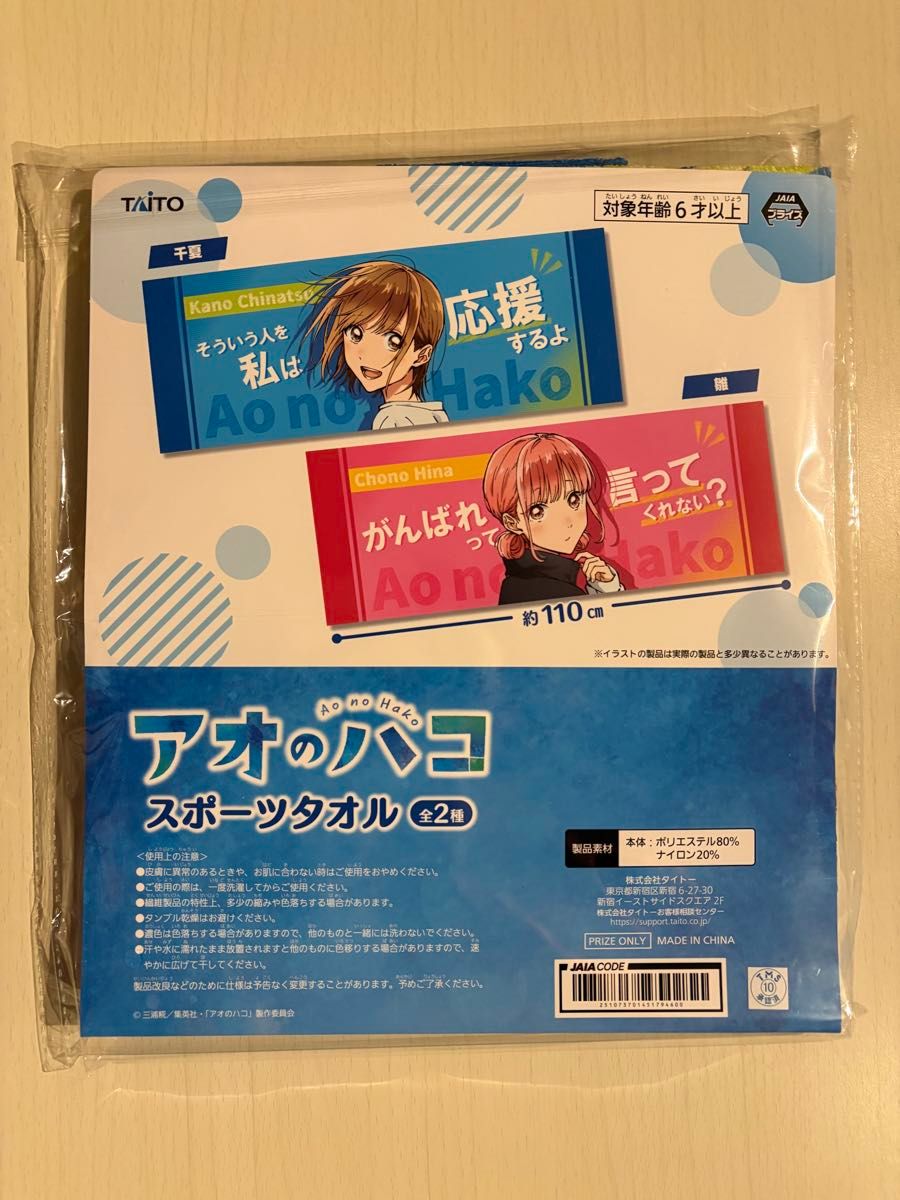 TAITO
たいしょうねんれい さいいじょう
対象年齢6才以上
JAIA
プライズ
千夏
Kano Chinatsu
そういう人を
私は
応援
するよ
Ao no Hako
雛
Chono Hina
がんばれ
って
言って
くれない?
Ao no Hako
約110㎝
※イラストの製品は実際の製品と多少異なることがあります。
Ao no Hako
アオのハコ
スポーツタオル 全2種
<使用上の注意>
●皮膚に異常のあるときや、お肌に合わない時はご使用をおやめください。
●ご使用の際は、一度洗濯してからご使用ください。
●繊維製品の特性上、多少の縮みや色落ちする場合があります。
●タンブル乾燥はお避けください。
●濃色は色落ちする場合がありますので、他のものと一緒には洗わないでください。
●汗や水に濡れたまま放置されますと他のものに色移りする場合がありますので、速
やかに広げて干してください。
製品改良などのために仕様は予告なく変更することがあります。予めご了承ください。
© 三浦糀/集英社・「アオのハコ」製作委員会
製品素材
本体:ポリエステル80%
ナイロン20%
株式会社タイトー
東京都新宿区新宿6-27-30
新宿イーストサイドスクエア 2F
株式会社タイトーお客様相談センター
https://support.taito.co.jp/
PRIZE ONLY MADE IN CHINA
JAIA CODE
251073701451794600
T.M.S
10